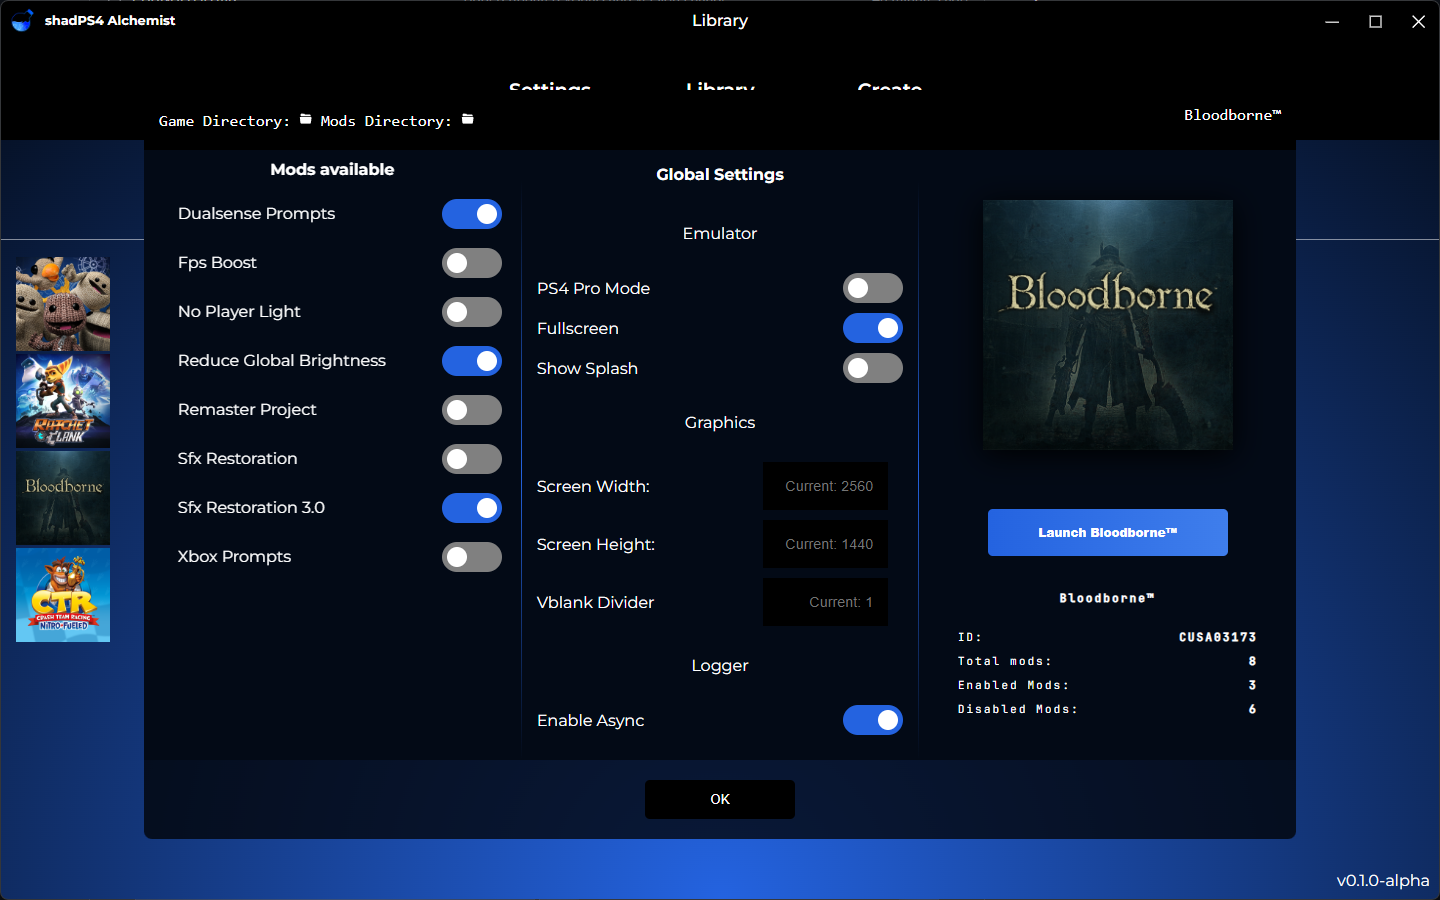 shadPS4 Alchemist
Library
Settings
Library
Create
Game Directory:
Mods Directory:
Bloodborne™
Mods available
Dualsense Prompts
Fps Boost
No Player Light
Reduce Global Brightness
Remaster Project
Sfx Restoration
Sfx Restoration 3.0
Xbox Prompts
Global Settings
Emulator
PS4 Pro Mode
Fullscreen
Show Splash
Graphics
Screen Width:
Current: 2560
Screen Height:
Current: 1440
Vblank Divider
Current: 1
Logger
Enable Async
Bloodborne
Launch Bloodborne™
Bloodborne™
ID: CUSA03173
Total mods: 8
Enabled Mods: 3
Disabled Mods: 6
RATCHET
CLANK
Bloodborne
CTR
CRASH TEAM RACING
NITRO-FUELED
OK
v0.1.0-alpha